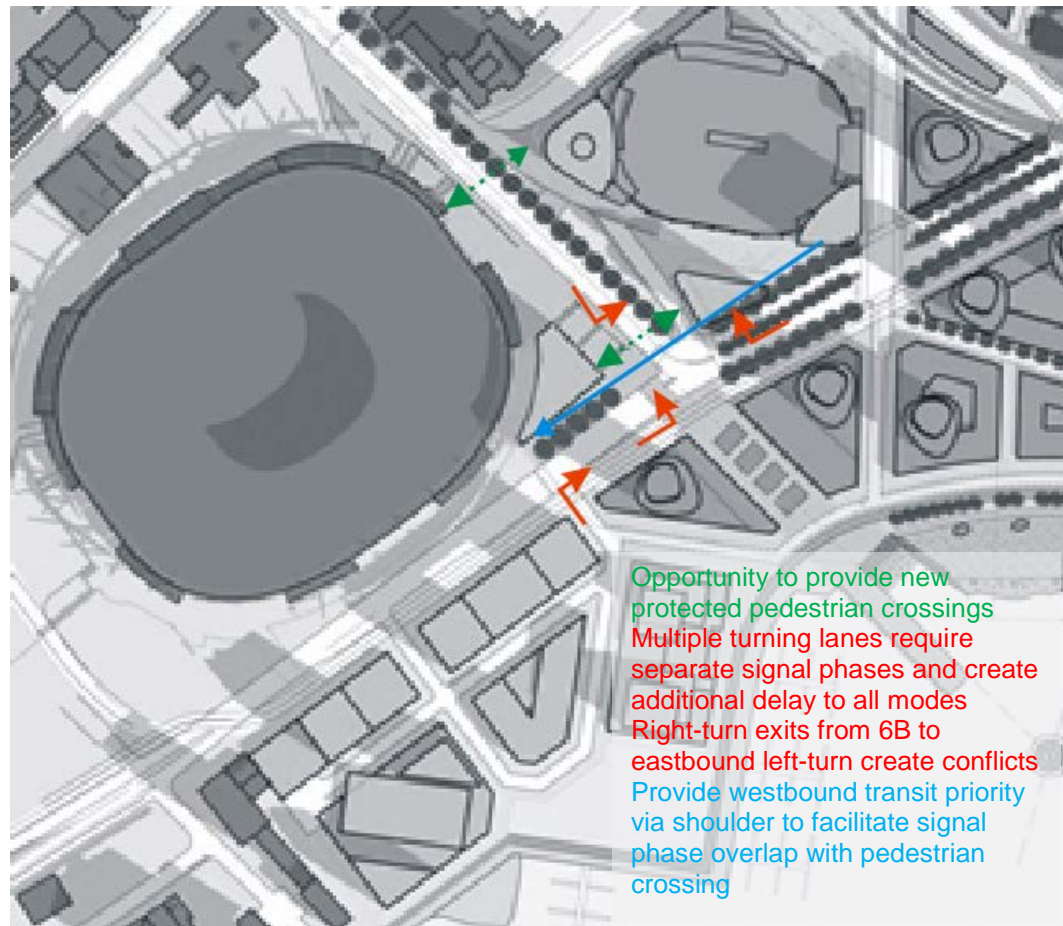 Opportunity to provide new
protected pedestrian crossings
Multiple turning lanes require
separate signal phases and create
additional delay to all modes
Right-turn exits from 6B to
eastbound left-turn create conflicts
Provide westbound transit priority
via shoulder to facilitate signal
phase overlap with pedestrian
crossing